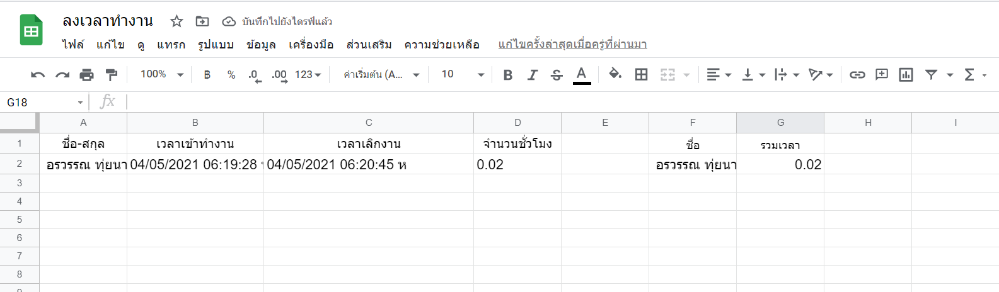 ลงเวลาทำงาน บันทึกไปยังไดรฟ์แล้ว
ไฟล์ แก้ไข ดู แทรก รูปแบบ ข้อมูล เครื่องมือ ส่วนเสริม ความช่วยเหลือ แก้ไขครั้งล่าสุดเมื่อครู่ที่ผ่านมา
100% ฿ % .0 .00 123 ค่าเริ่มต้น (A... 10 B I S A Σ
G18 fx
A B C D E F G H I
1 ชื่อ-สกุล เวลาเข้าทำงาน เวลาเลิกงาน จำนวนชั่วโมง ชื่อ รวมเวลา
2 อรวรรณ ทุ่ยนา 04/05/2021 06:19:28 04/05/2021 06:20:45 ห 0.02 อรวรรณ ทุ่ยนา 0.02
3
4
5
6
7
8